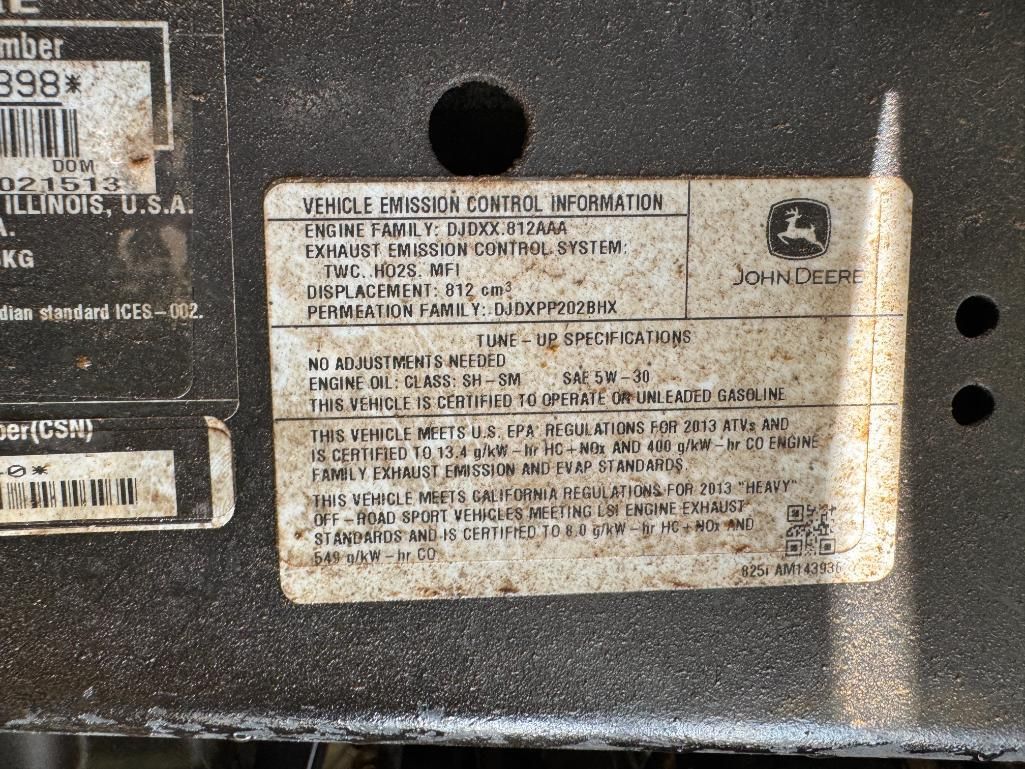 mber
898*
DOM
021513
ILLINOIS, U.S.A.
A.
KG
dian standard ICES-002.
ber(CSN)
0*
VEHICLE EMISSION CONTROL INFORMATION
ENGINE FAMILY: DJDXX.812AAA
EXHAUST EMISSION CONTROL SYSTEM:
TWC, HO2S, MFI
DISPLACEMENT: 812 cm³
PERMEATION FAMILY: DJDXPP202BHX
JOHN DEERE
TUNE-UP SPECIFICATIONS
NO ADJUSTMENTS NEEDED
ENGINE OIL: CLASS: SH-SM SAE 5W-30
THIS VEHICLE IS CERTIFIED TO OPERATE ON UNLEADED GASOLINE
THIS VEHICLE MEETS U.S. EPA REGULATIONS FOR 2013 ATVs AND
IS CERTIFIED TO 13.4 g/kW-hr HC+NOx AND 400 g/kW-hr CO ENGINE
FAMILY EXHAUST EMISSION AND EVAP STANDARDS.
THIS VEHICLE MEETS CALIFORNIA REGULATIONS FOR 2013 "HEAVY"
OFF-ROAD SPORT VEHICLES MEETING LSI ENGINE EXHAUST
STANDARDS AND IS CERTIFIED TO 8.0 g/kW-hr HC+NOx AND
549 g/kW-hr CO
825i AM14393